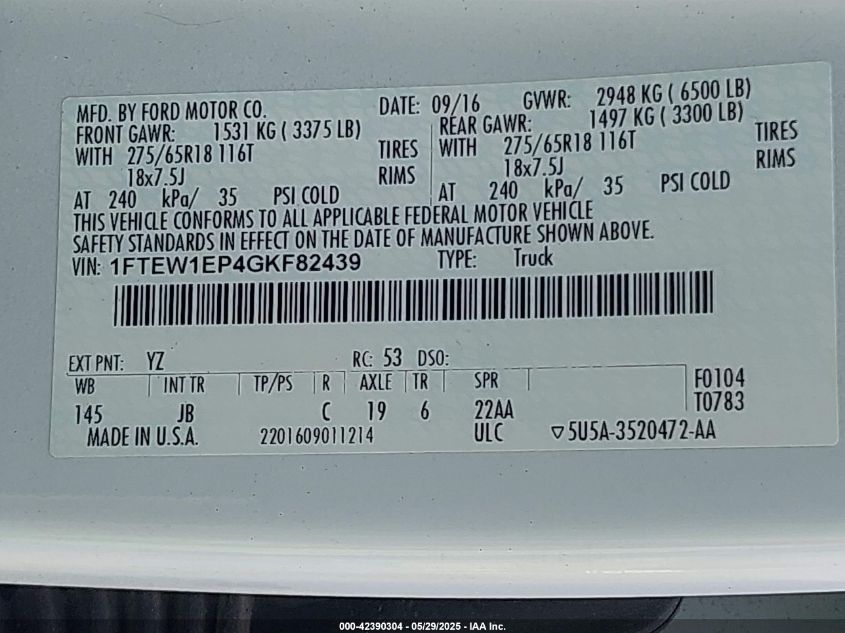 MFD. BY FORD MOTOR CO. DATE: 09/16 GVWR: 2948 KG ( 6500 LB)
FRONT GAWR: 1531 KG ( 3375 LB) REAR GAWR: 1497 KG ( 3300 LB)
WITH 275/65R18 116T TIRES WITH 275/65R18 116T TIRES
18x7.5J RIMS 18x7.5J RIMS
AT 240 kPa/ 35 PSI COLD AT 240 kPa/ 35 PSI COLD
THIS VEHICLE CONFORMS TO ALL APPLICABLE FEDERAL MOTOR VEHICLE
SAFETY STANDARDS IN EFFECT ON THE DATE OF MANUFACTURE SHOWN ABOVE.
VIN: 1FTEW1EP4GKF82439 TYPE: Truck
EXT PNT: YZ RC: 53 DSO:
WB INT TR TP/PS R AXLE TR SPR F0104
145 JB C 19 6 22AA T0783
MADE IN U.S.A. 2201609011214 ULC ▽5U5A-3520472-AA
000-42390304 - 05/29/2025 - IAA Inc.